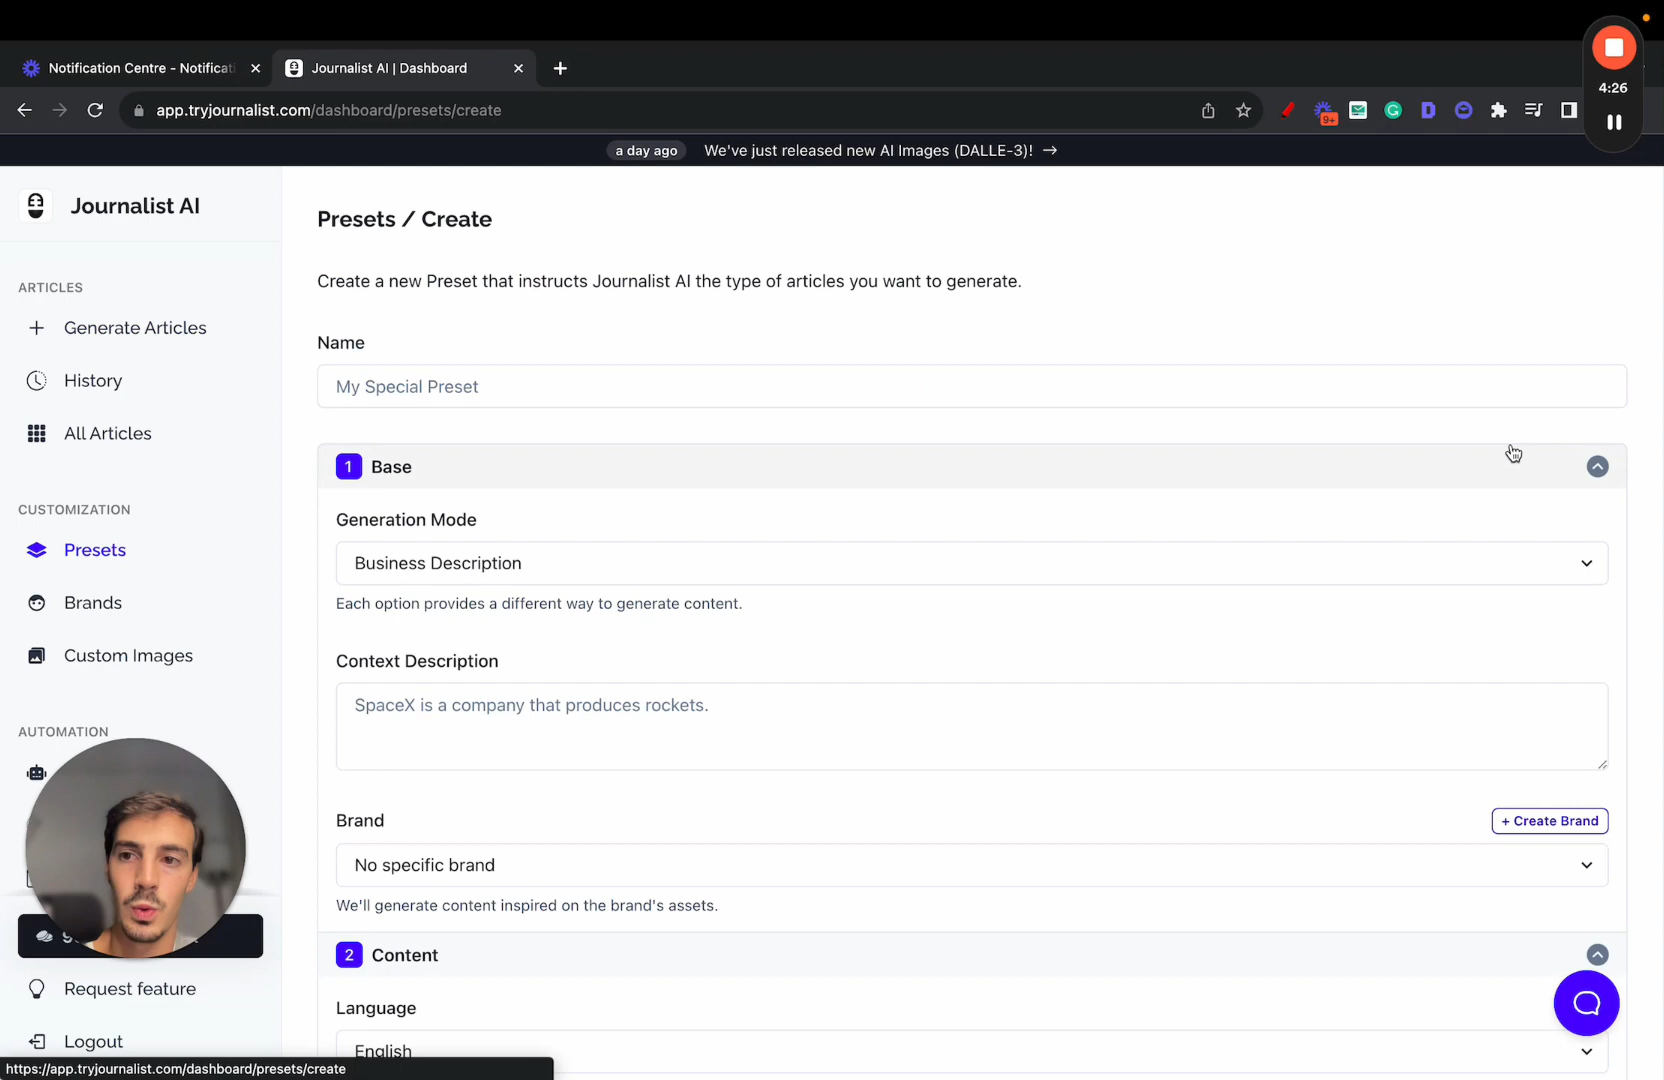 Notification Centre - Notificati
Journalist AI | Dashboard
4:26
app.tryjournalist.com/dashboard/presets/create
9+
a day ago We've just released new AI Images (DALLE-3)! →
Journalist AI
Presets / Create
Create a new Preset that instructs Journalist AI the type of articles you want to generate.
ARTICLES
Generate Articles
History
All Articles
Name
My Special Preset
1 Base
CUSTOMIZATION
Presets
Brands
Custom Images
Generation Mode
Business Description
Each option provides a different way to generate content.
Context Description
SpaceX is a company that produces rockets.
AUTOMATION
Brand
+ Create Brand
No specific brand
We'll generate content inspired on the brand's assets.
2 Content
Language
English
Request feature
Logout
https://app.tryjournalist.com/dashboard/presets/create